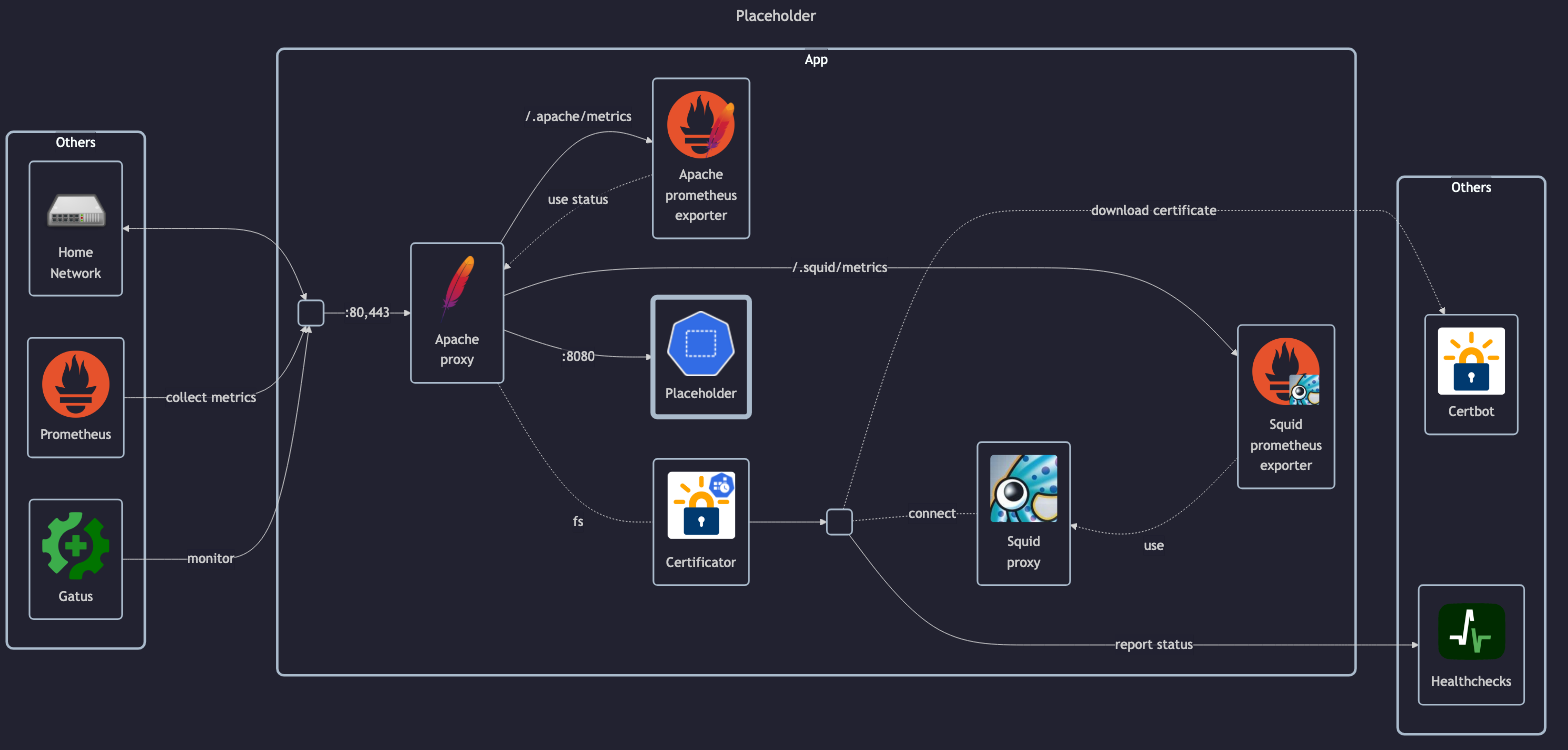 Placeholder
App
Others
Home
Network
Prometheus
Gatus
collect metrics
monitor
:80,443
Apache
proxy
/.apache/metrics
use status
Apache
prometheus
exporter
/.squid/metrics
:8080
Placeholder
fs
Certificator
download certificate
connect
Squid
proxy
use
Squid
prometheus
exporter
report status
Others
Certbot
Healthchecks